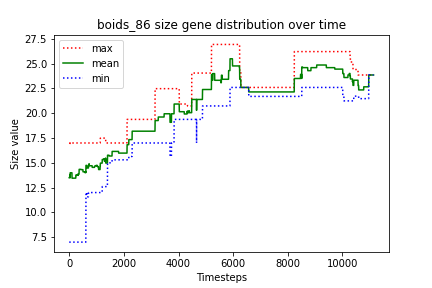 boids_86 size gene distribution over time
max
mean
min
Size value
27.5
25.0
22.5
20.0
17.5
15.0
12.5
10.0
7.5
0 2000 4000 6000 8000 10000
Timesteps